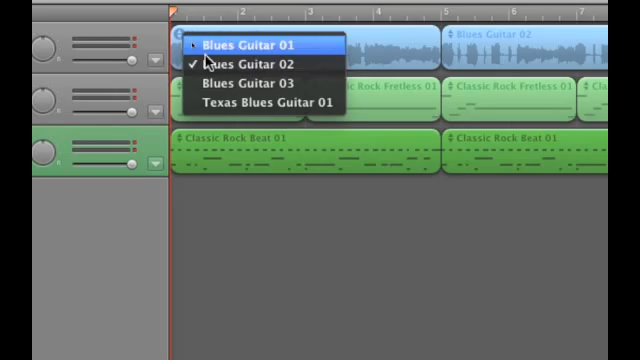 2 3 4 5 6 7
Blues Guitar 01
Blues Guitar 02
Blues Guitar 02
Blues Guitar 03
Texas Blues Guitar 01
Classic Rock Fretless 01
Classic Rock Fretless 01
Classic Rock Beat 01
Classic Rock Beat 01
R
R
R